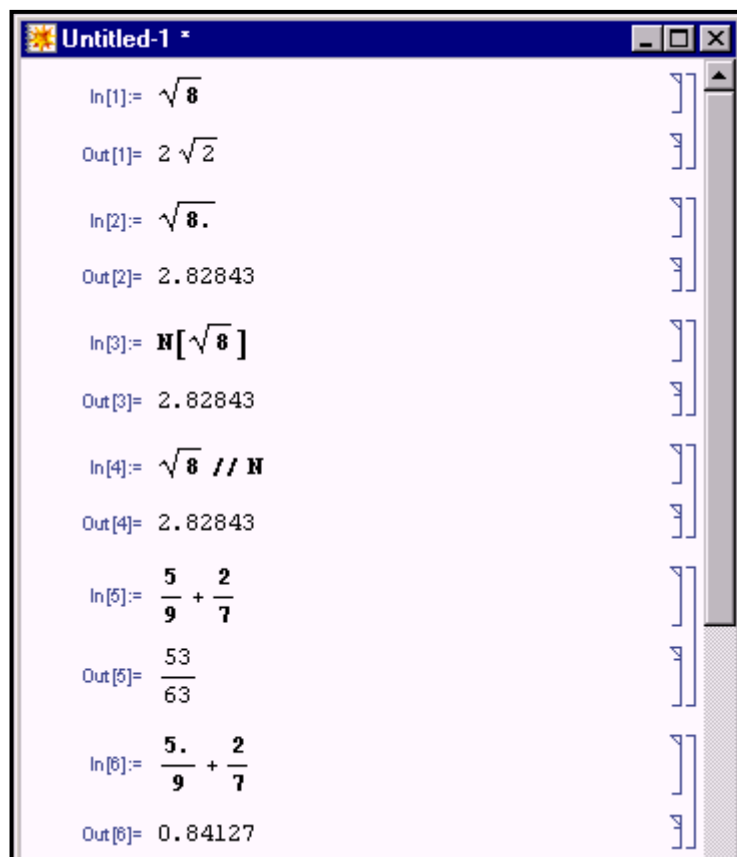 Untitled-1 *
In[1]:= √8
Out[1]= 2 √2
In[2]:= √8.
Out[2]= 2.82843
In[3]:= N[√8]
Out[3]= 2.82843
In[4]:= √8 // N
Out[4]= 2.82843
In[5]:= 5/9 + 2/7
Out[5]= 53/63
In[6]:= 5./9 + 2/7
Out[6]= 0.84127